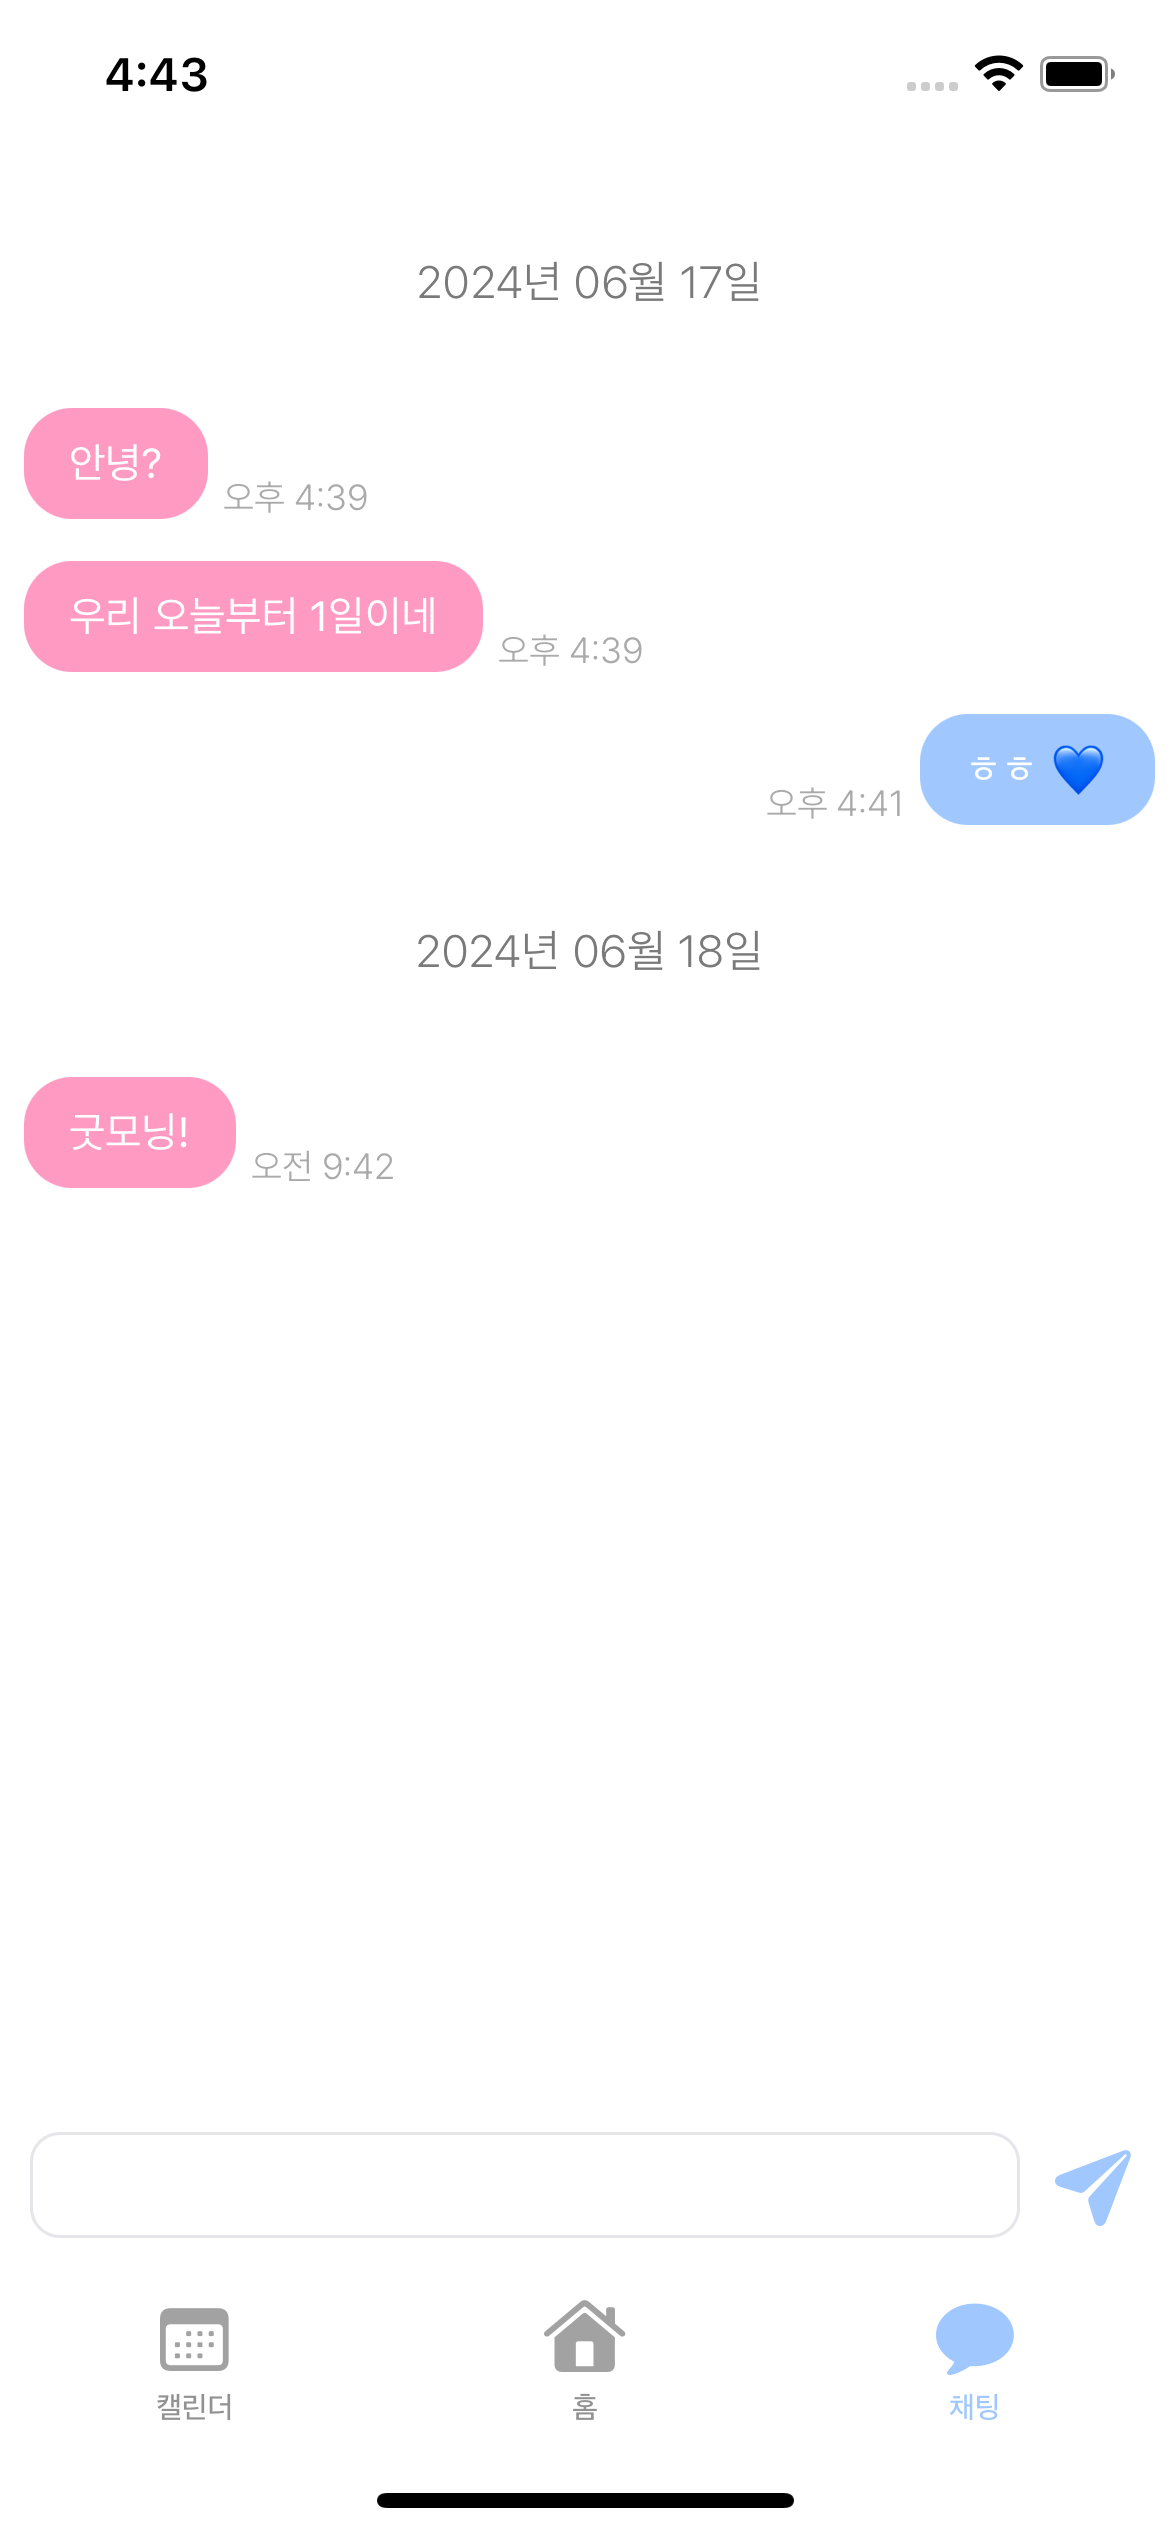 4:43
2024년 06월 17일
안녕?
오후 4:39
우리 오늘부터 1일이네
오후 4:39
오후 4:41
ㅎㅎ 💙
2024년 06월 18일
굿모닝!
오전 9:42
캘린더
홈
채팅